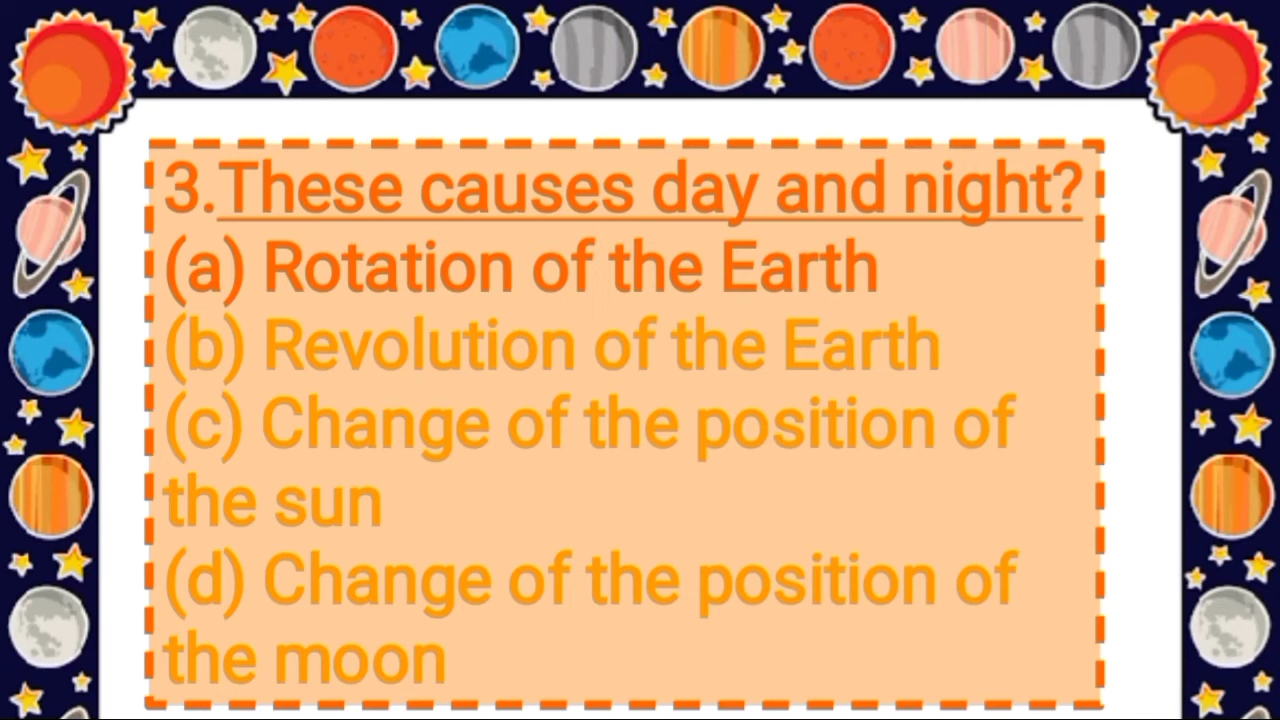 3.These causes day and night?
(a) Rotation of the Earth
(b) Revolution of the Earth
(c) Change of the position of
the sun
(d) Change of the position of
the moon